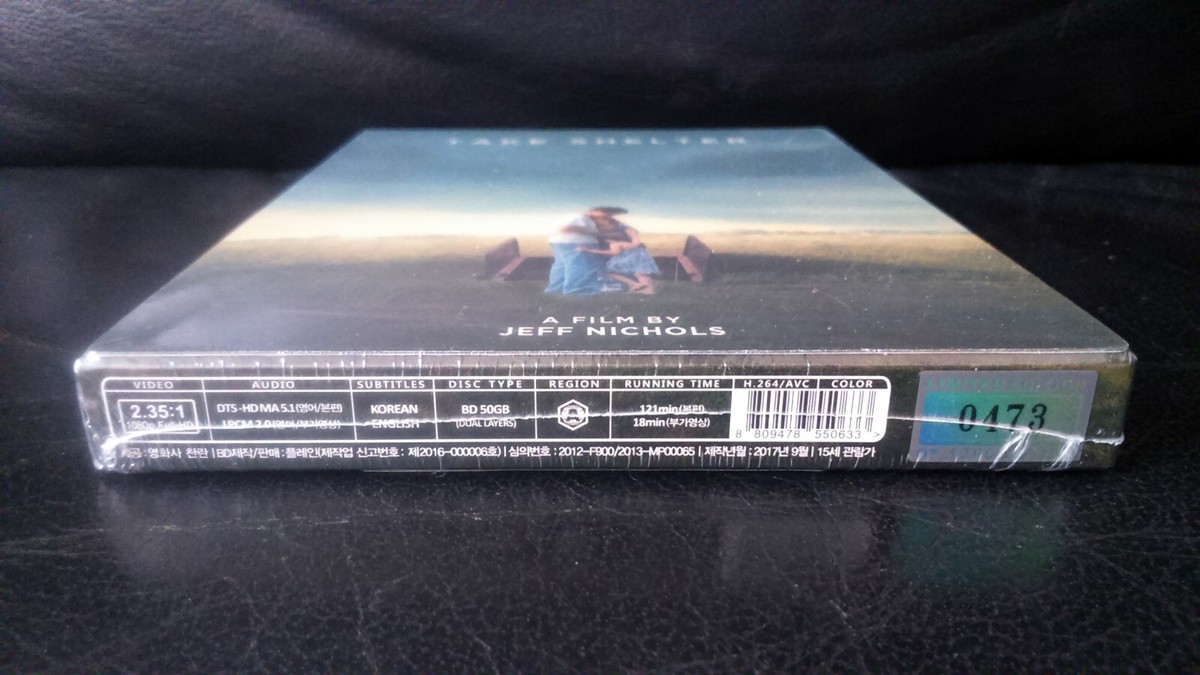 TAKE SHELTER
A FILM BY
JEFF NICHOLS
VIDEO AUDIO SUBTITLES DISC TYPE REGION RUNNING TIME H.264/AVC COLOR
2.35:1 DTS-HD MA 5.1(영어/본편) KOREAN BD 50GB 121min(본편)
1080p Full HD LPCM 2.0(영어/부가영상) ENGLISH (DUAL LAYERS) 18min(부가영상)
8 809478 550633 >
제공 : 영화사 찬란 | BD제작/판매 : 플레인(제작업 신고번호 : 제2016-000006호) | 심의번호 : 2012-F900/2013-MP00065 | 제작년월 : 2017년 9월 | 15세 관람가
0473